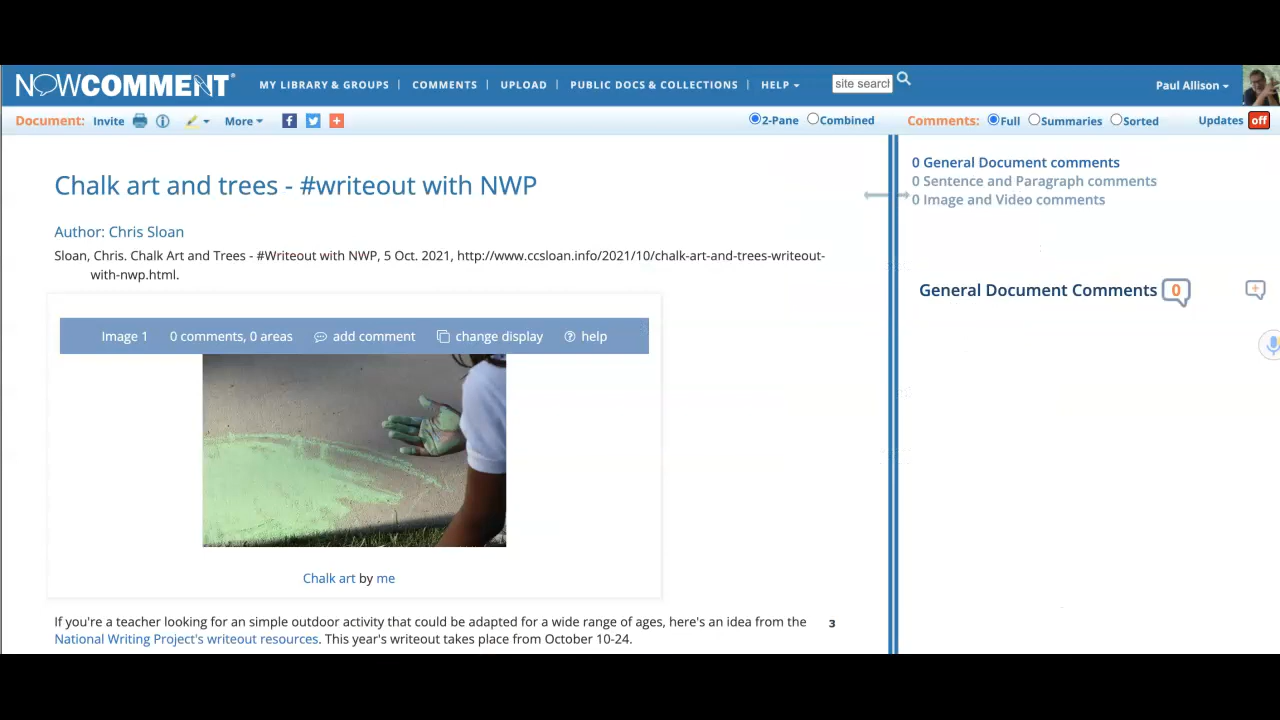 NOWCOMMENT®
MY LIBRARY & GROUPS | COMMENTS | UPLOAD | PUBLIC DOCS & COLLECTIONS | HELP
site search
Paul Allison
Document: Invite More
2-Pane Combined
Comments: Full Summaries Sorted Updates off
Chalk art and trees - #writeout with NWP
Author: Chris Sloan
Sloan, Chris. Chalk Art and Trees - #Writeout with NWP, 5 Oct. 2021, http://www.ccsloan.info/2021/10/chalk-art-and-trees-writeout-
with-nwp.html.
Image 1 0 comments, 0 areas add comment change display ? help
Chalk art by me
If you're a teacher looking for an simple outdoor activity that could be adapted for a wide range of ages, here's an idea from the 3
National Writing Project's writeout resources. This year's writeout takes place from October 10-24.
0 General Document comments
0 Sentence and Paragraph comments
0 Image and Video comments
General Document Comments 0